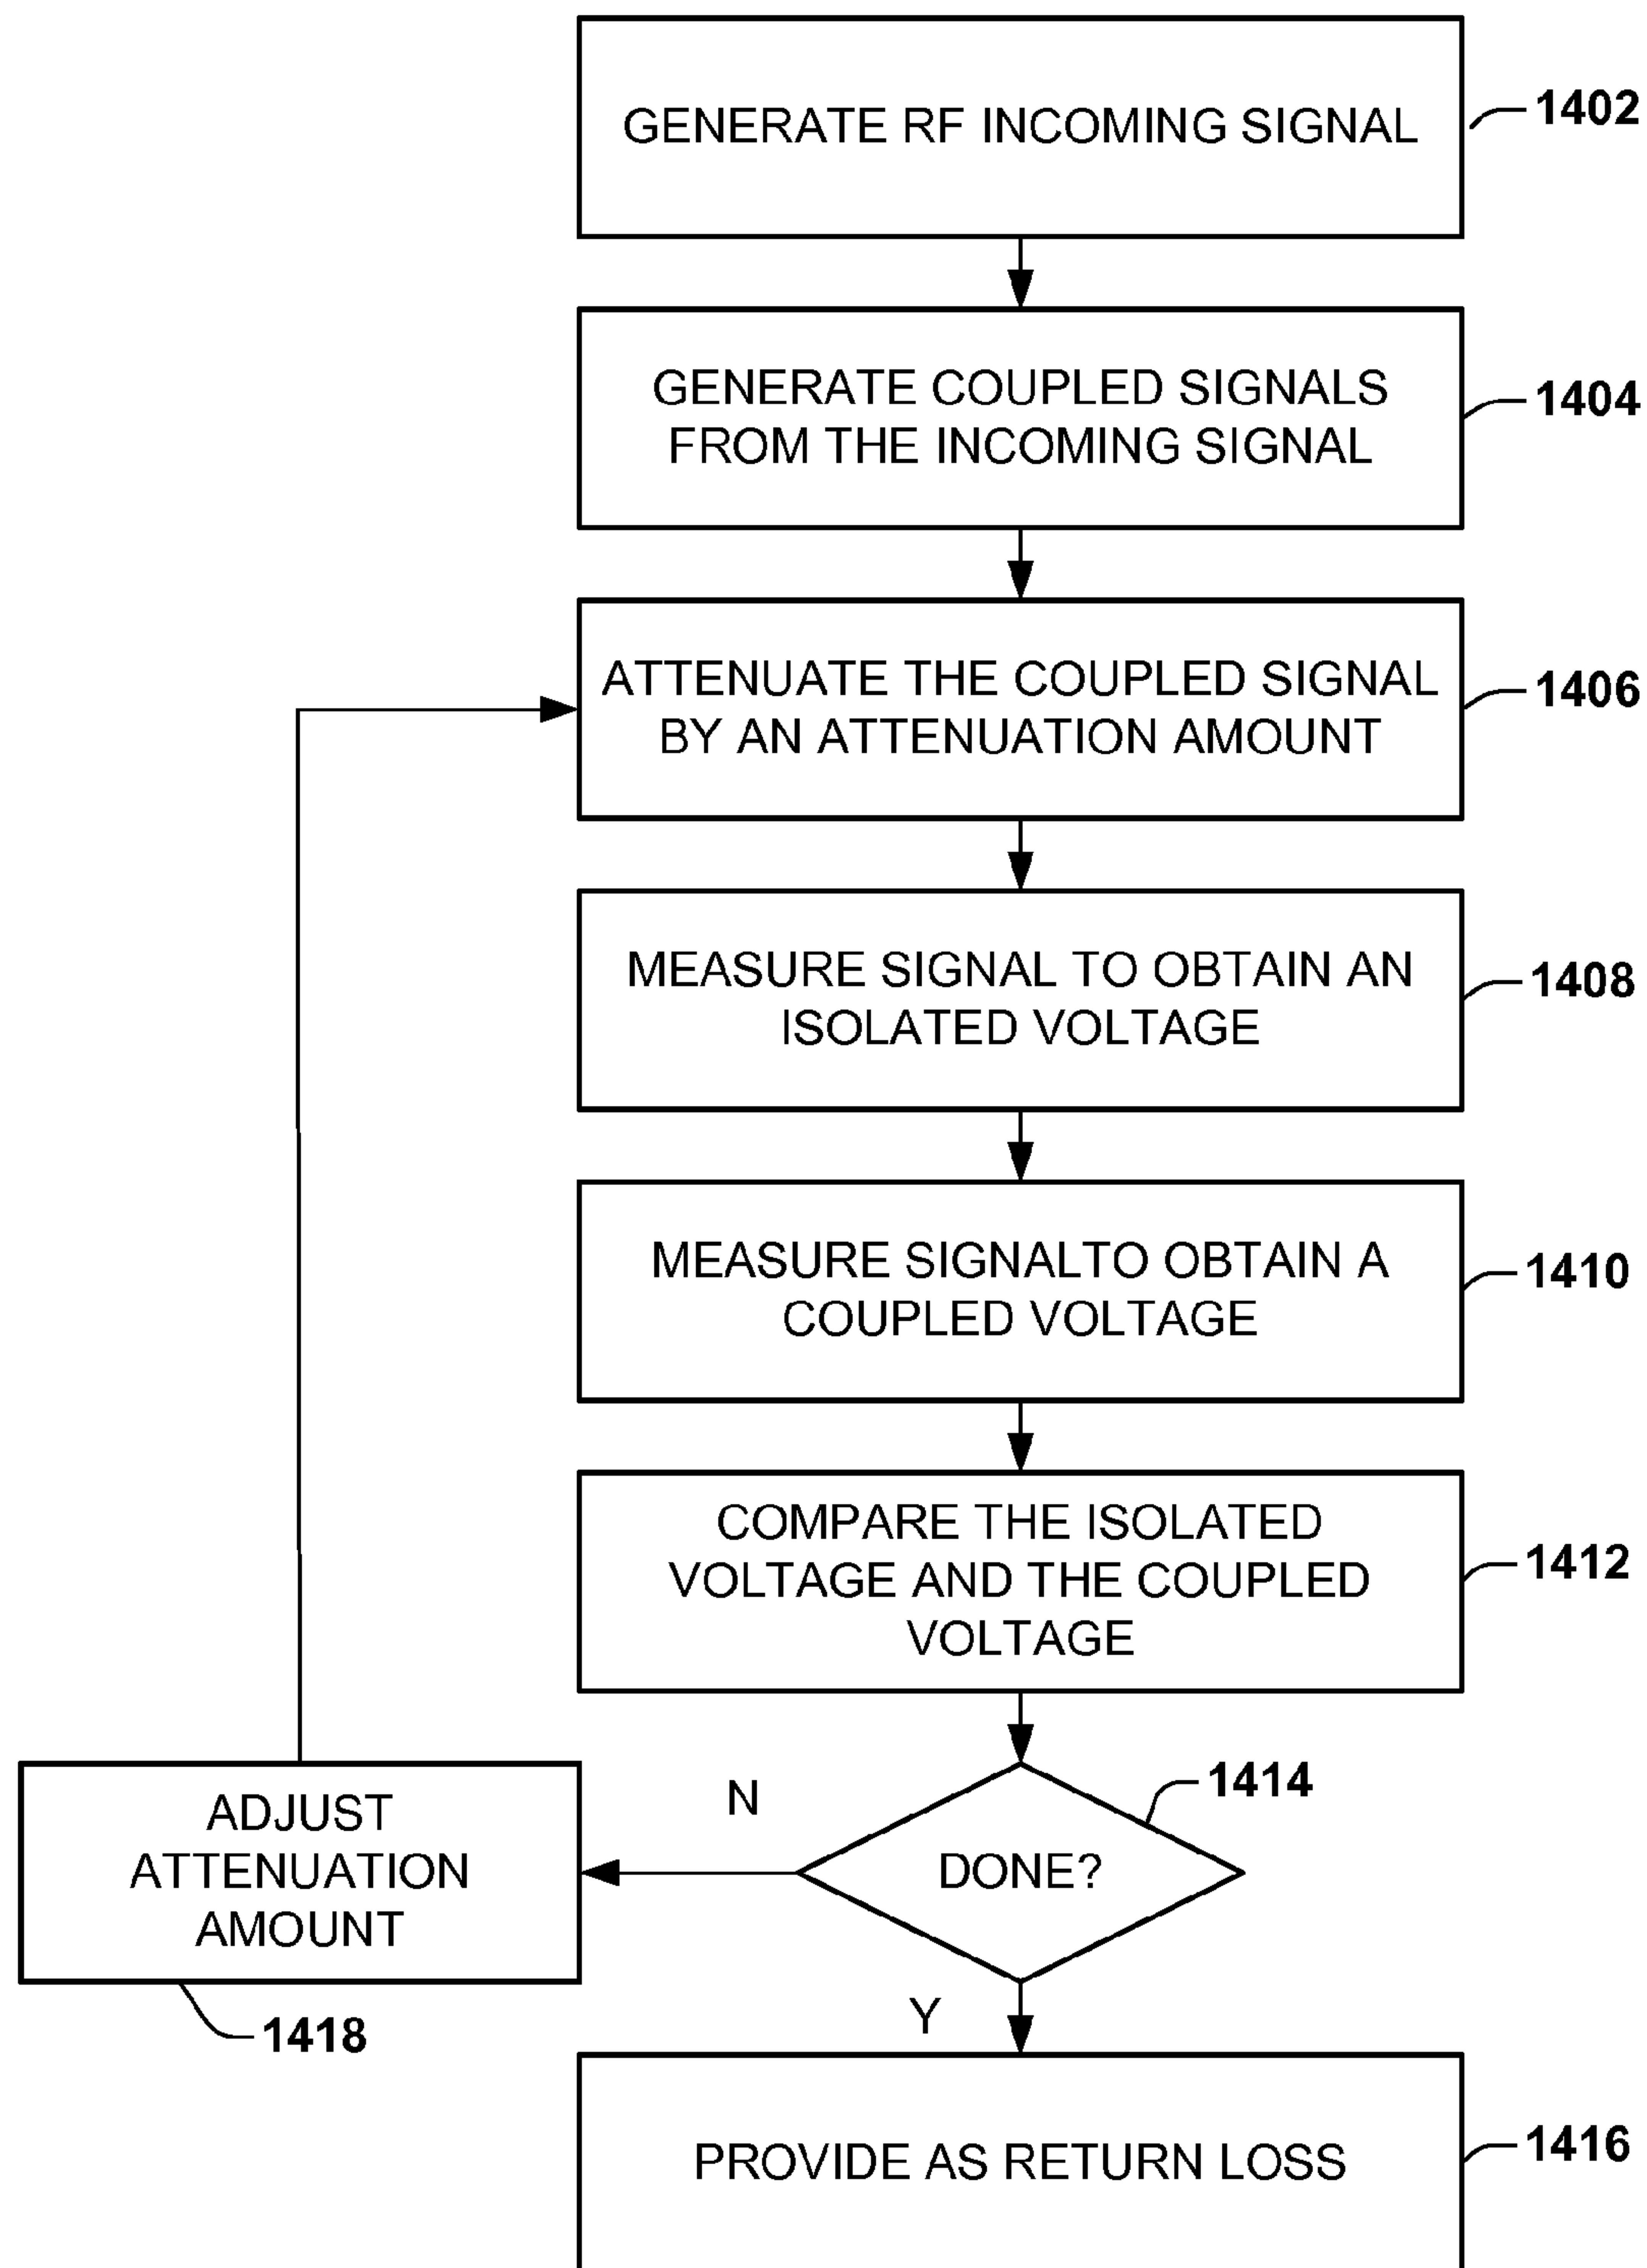 GENERATE RF INCOMING SIGNAL
1402
GENERATE COUPLED SIGNALS
FROM THE INCOMING SIGNAL
1404
ATTENUATE THE COUPLED SIGNAL
BY AN ATTENUATION AMOUNT
1406
MEASURE SIGNAL TO OBTAIN AN
ISOLATED VOLTAGE
1408
MEASURE SIGNALTO OBTAIN A
COUPLED VOLTAGE
1410
COMPARE THE ISOLATED
VOLTAGE AND THE COUPLED
VOLTAGE
1412
DONE?
1414
N
ADJUST
ATTENUATION
AMOUNT
1418
Y
PROVIDE AS RETURN LOSS
1416